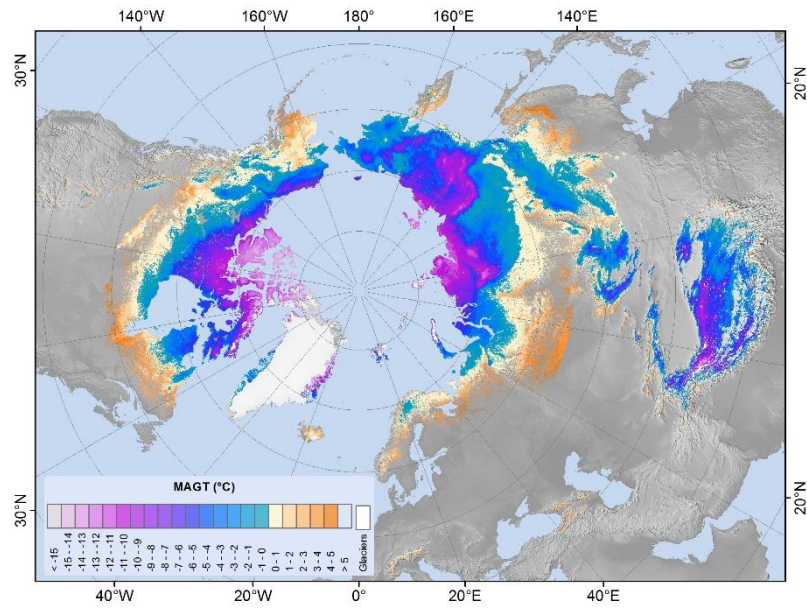 140°W 160°W 180° 160°E 140°E
30°N
20°N
MAGT (°C)
< -15
-15 - -14
-14 - -13
-13 - -12
-12 - -11
-11 - -10
-10 - -9
-9 - -8
-8 - -7
-7 - -6
-6 - -5
-5 - -4
-4 - -3
-3 - -2
-2 - -1
-1 - 0
0 - 1
1 - 2
2 - 3
3 - 4
4 - 5
> 5
Glaciers
30°N
20°N
40°W 20°W 0° 20°E 40°E